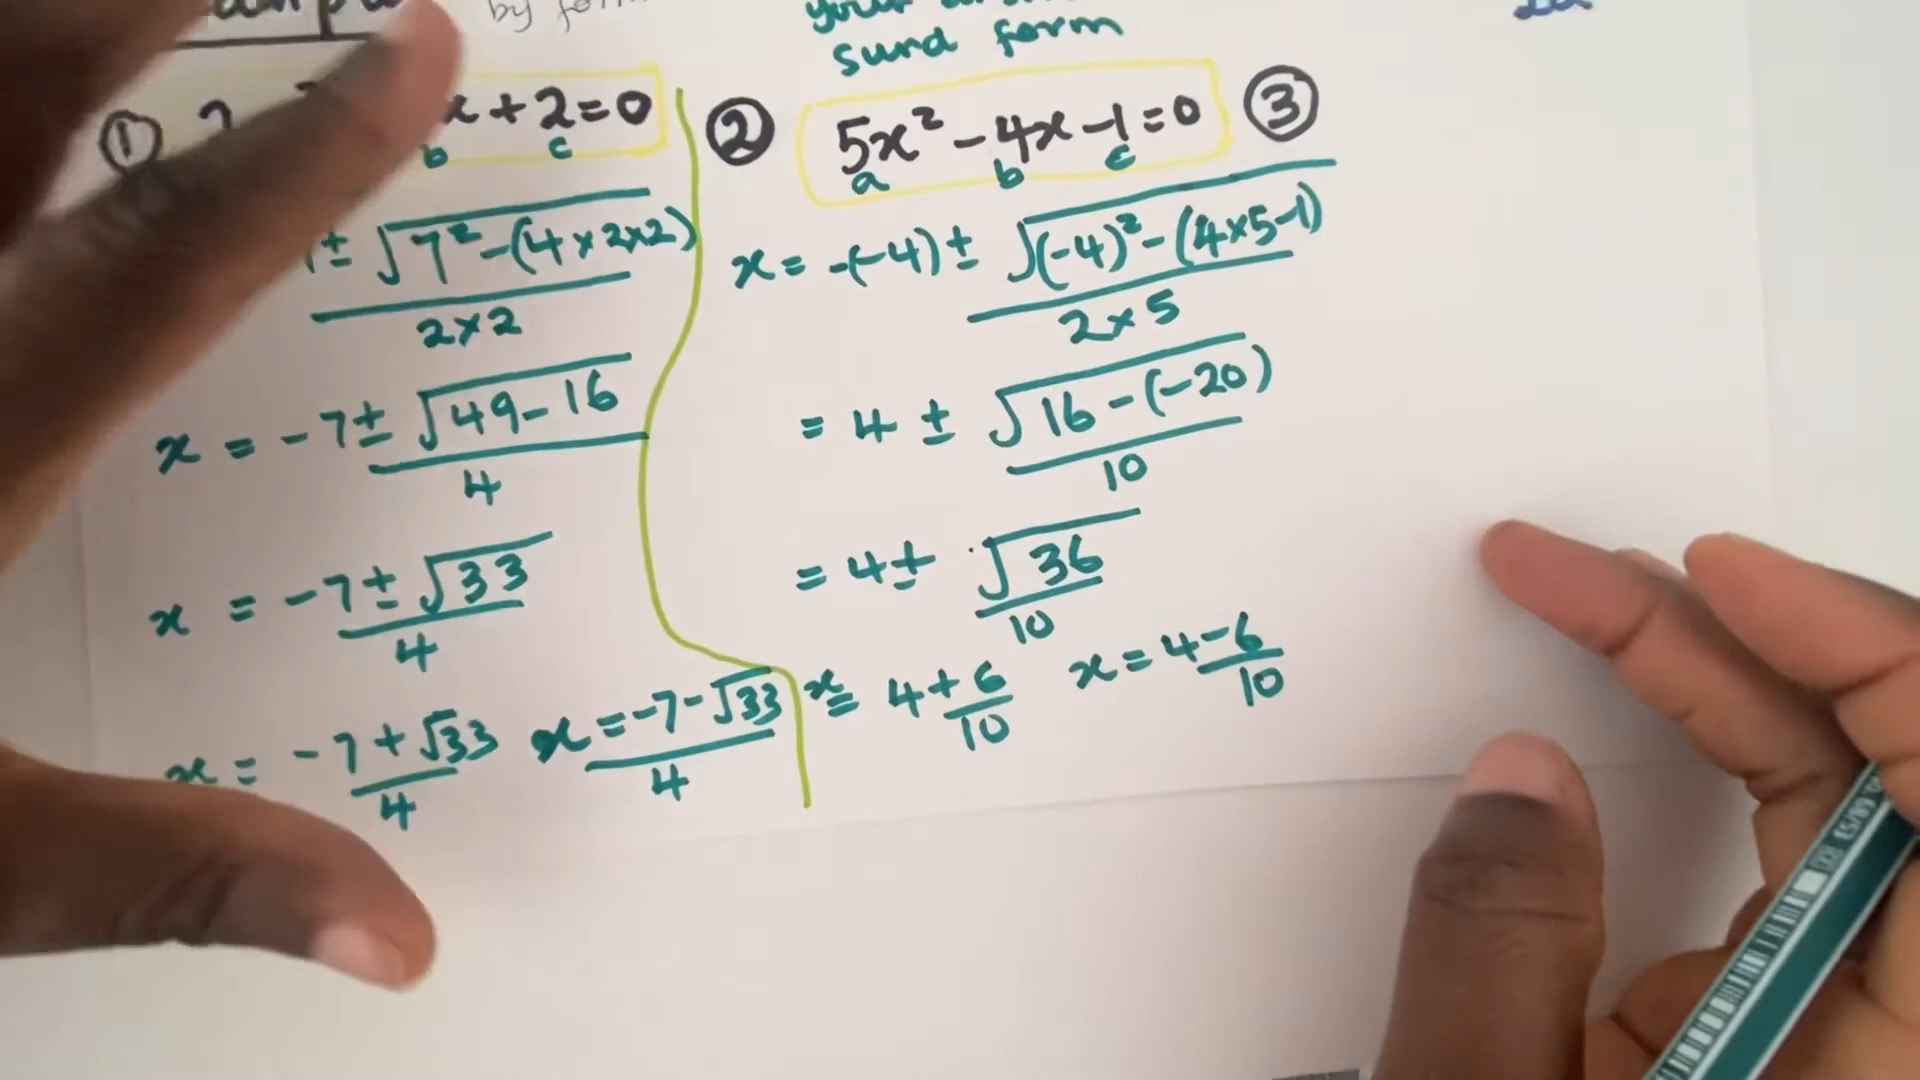 by
surd form
① x + 2 = 0
b c
± √7² - (4 × 2 × 2)
2 × 2
x = - 7 ± √49 - 16
4
x = - 7 ± √33
4
x = - 7 + √33
4
x = - 7 - √33
4
② 5x² - 4x - 1 = 0
a b c
x = -(-4) ± √(-4)² - (4 × 5 - 1)
2 × 5
= 4 ± √16 - (-20)
10
= 4 ± √36
10
x = 4 + 6
10
x = 4 - 6
10
③